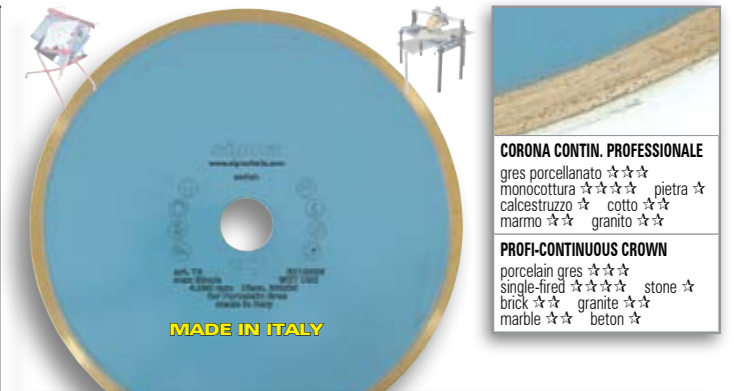 sigma
MADE IN ITALY
CORONA CONTIN. PROFESSIONALE
gres porcellanato ☆☆☆
monocottura ☆☆☆☆ pietra ☆
calcestruzzo ☆ cotto ☆☆
marmo ☆☆ granito ☆☆
PROFI-CONTINUOUS CROWN
porcelain gres ☆☆☆
single-fired ☆☆☆☆ stone ☆
brick ☆☆ granite ☆☆
marble ☆☆ beton ☆